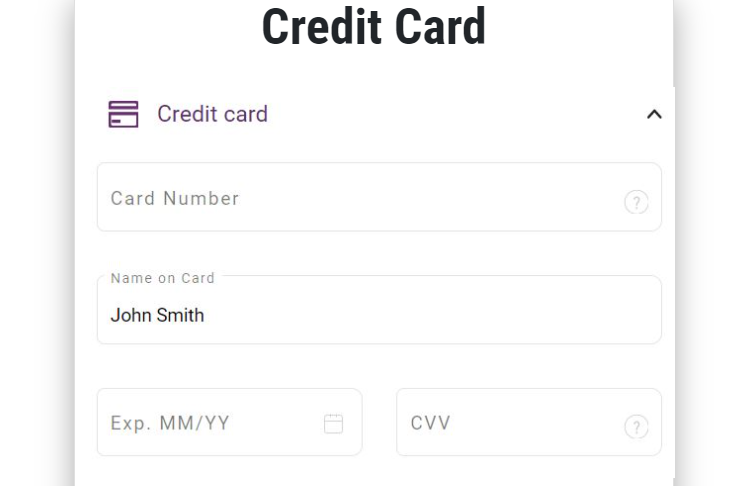 Credit Card
Credit card
Card Number
?
Name on Card
John Smith
Exp. MM/YY
CVV
?